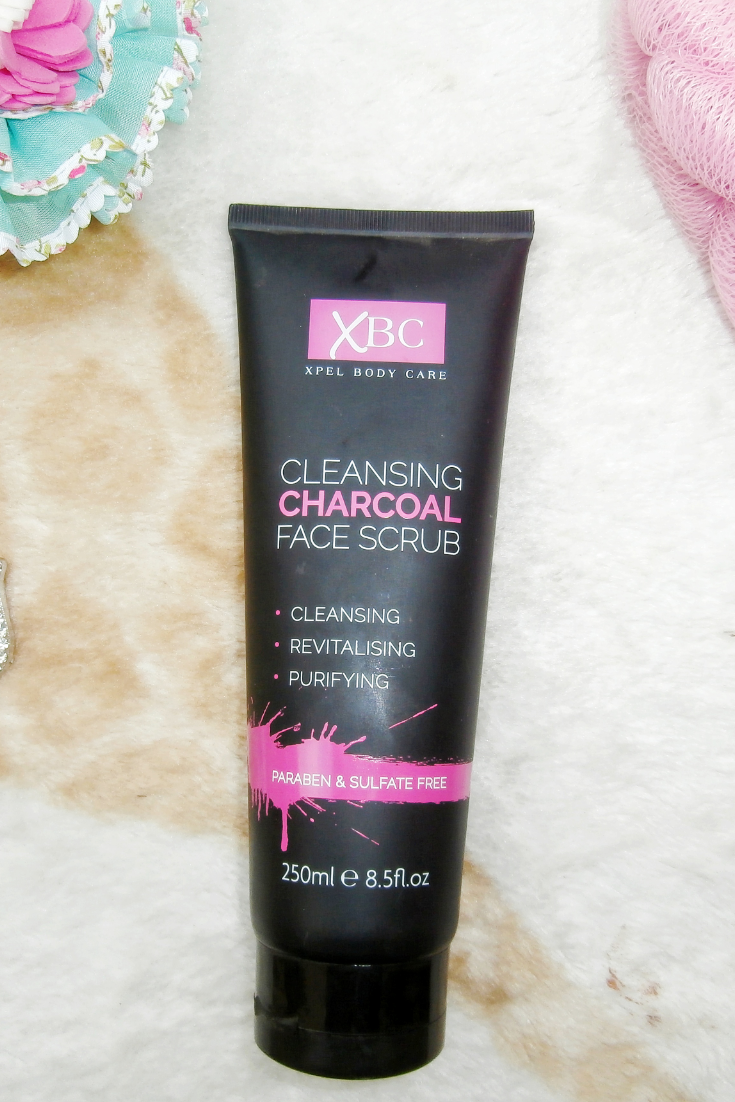 XBC
XPEL BODY CARE
CLEANSING
CHARCOAL
FACE SCRUB
• CLEANSING
• REVITALISING
• PURIFYING
PARABEN & SULFATE FREE
250ml ℮ 8.5fl.oz